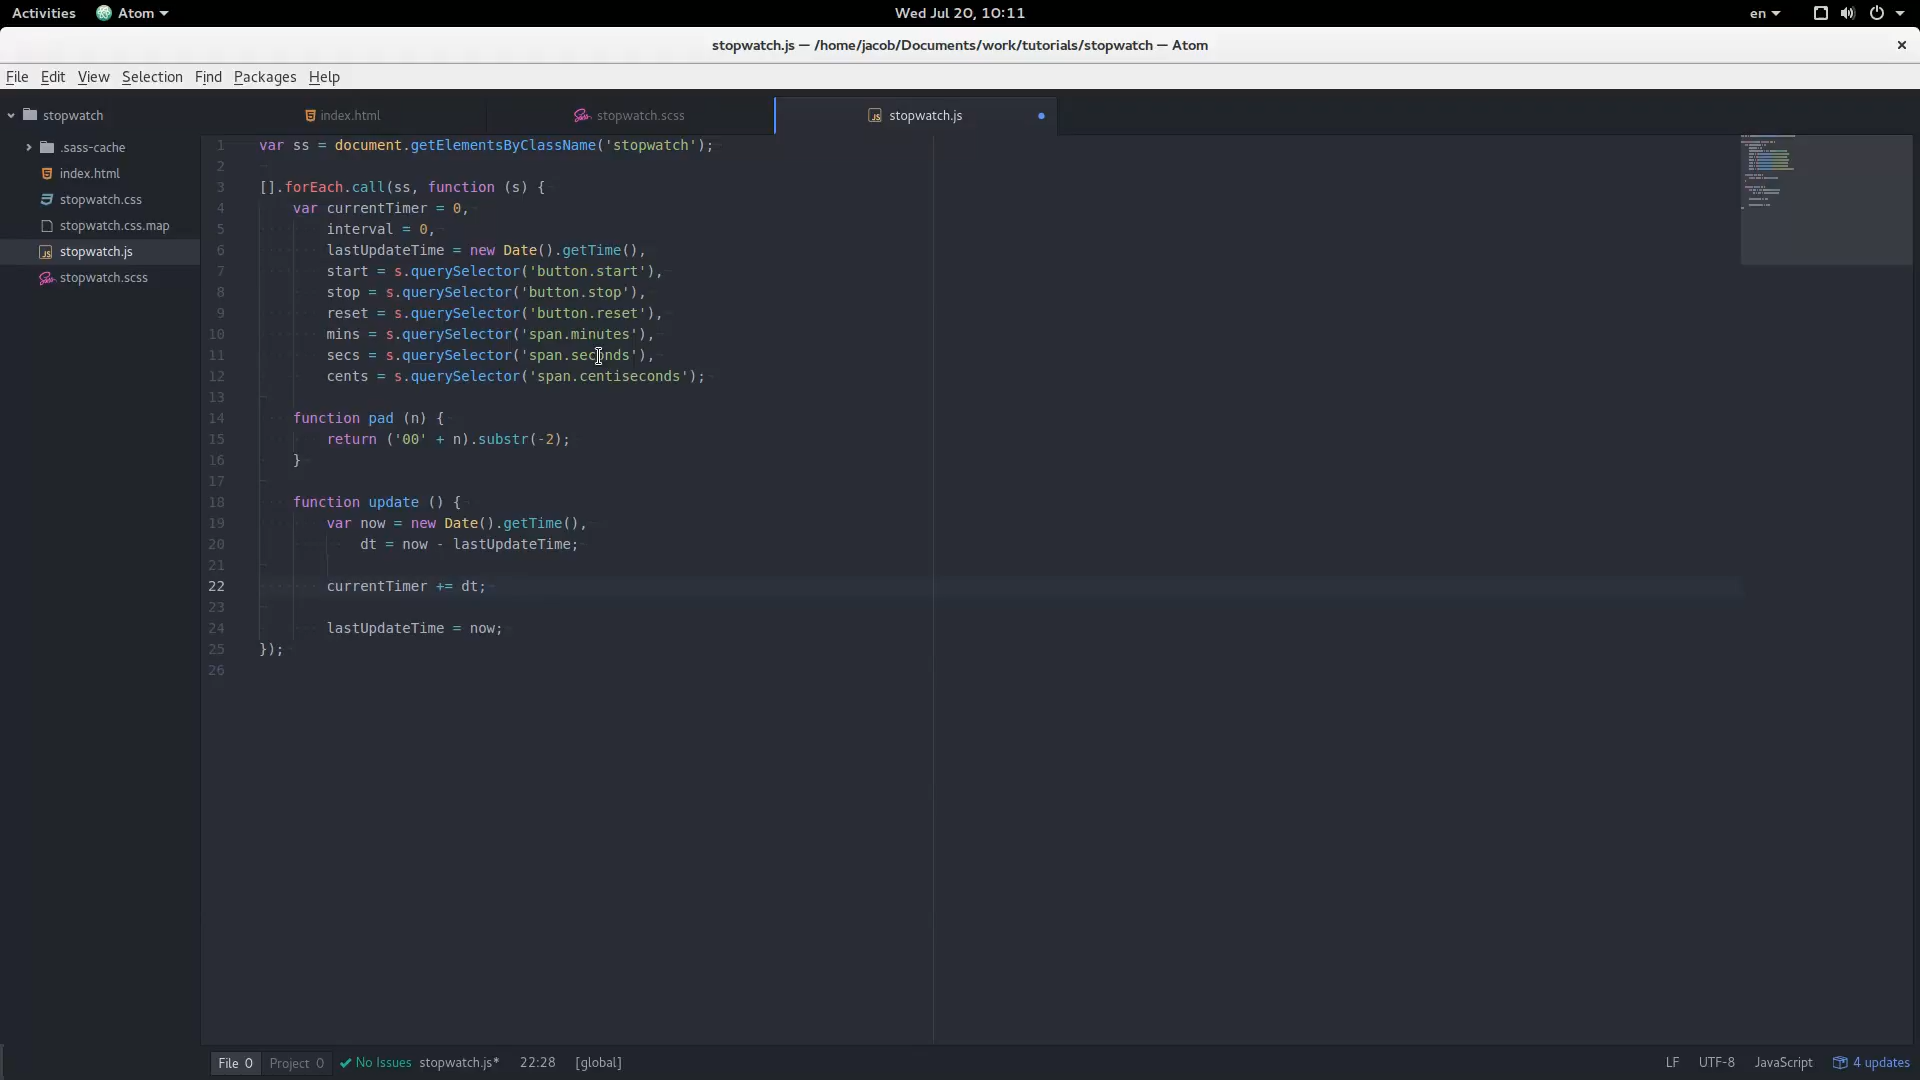 Activities Atom Wed Jul 20, 10:11 en
stopwatch.js — /home/jacob/Documents/work/tutorials/stopwatch — Atom
File Edit View Selection Find Packages Help
stopwatch index.html stopwatch.scss stopwatch.js
.sass-cache
index.html
stopwatch.css
stopwatch.css.map
stopwatch.js
stopwatch.scss
1 var ss = document.getElementsByClassName('stopwatch');
2
3 [].forEach.call(ss, function (s) {
4 var currentTimer = 0,
5 interval = 0,
6 lastUpdateTime = new Date().getTime(),
7 start = s.querySelector('button.start'),
8 stop = s.querySelector('button.stop'),
9 reset = s.querySelector('button.reset'),
10 mins = s.querySelector('span.minutes'),
11 secs = s.querySelector('span.seconds'),
12 cents = s.querySelector('span.centiseconds');
13
14 function pad (n) {
15 return ('00' + n).substr(-2);
16 }
17
18 function update () {
19 var now = new Date().getTime(),
20 dt = now - lastUpdateTime;
21
22 currentTimer += dt;
23
24 lastUpdateTime = now;
25 });
26
File 0 Project 0 No Issues stopwatch.js* 22:28 [global] LF UTF-8 JavaScript 4 updates